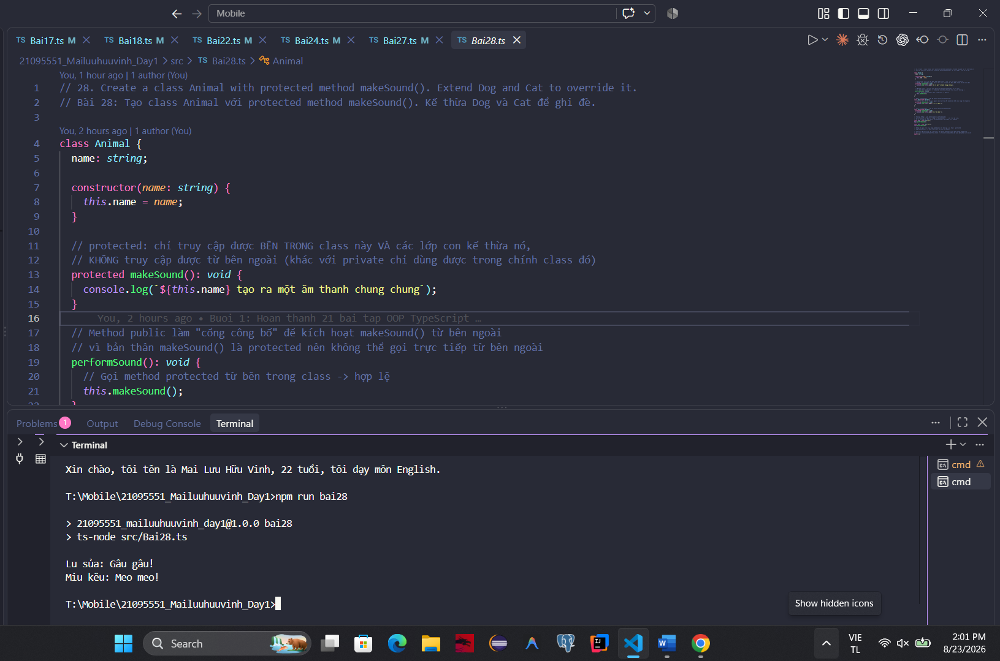 Mobile
TS Bai17.ts M
TS Bai18.ts M
TS Bai22.ts M
TS Bai24.ts M
TS Bai27.ts M
TS Bai28.ts
21095551_Mailuuhuuvinh_Day1 > src > TS Bai28.ts > Animal
You, 1 hour ago | 1 author (You)
1 // 28. Create a class Animal with protected method makeSound(). Extend Dog and Cat to override it.
2 // Bài 28: Tạo class Animal với protected method makeSound(). Kế thừa Dog và Cat để ghi đè.
3
You, 2 hours ago | 1 author (You)
4 class Animal {
5 name: string;
6
7 constructor(name: string) {
8 this.name = name;
9 }
10
11 // protected: chỉ truy cập được BÊN TRONG class này VÀ các lớp con kế thừa nó,
12 // KHÔNG truy cập được từ bên ngoài (khác với private chỉ dùng được trong chính class đó)
13 protected makeSound(): void {
14 console.log(`${this.name} tạo ra một âm thanh chung chung`);
15 }
16 You, 2 hours ago • Buoi 1: Hoan thanh 21 bai tap OOP TypeScript …
17 // Method public làm "cổng công bố" để kích hoạt makeSound() từ bên ngoài
18 // vì bản thân makeSound() là protected nên không thể gọi trực tiếp từ bên ngoài
19 performSound(): void {
20 // Gọi method protected từ bên trong class -> hợp lệ
21 this.makeSound();
22 }
Problems 1
Output
Debug Console
Terminal
Terminal
Xin chào, tôi tên là Mai Lưu Hữu Vinh, 22 tuổi, tôi dạy môn English.
T:\Mobile\21095551_Mailuuhuuvinh_Day1>npm run bai28
> 21095551_mailuuhuuvinh_day1@1.0.0 bai28
> ts-node src/Bai28.ts
Lu sủa: Gâu gâu!
Miu kêu: Meo meo!
T:\Mobile\21095551_Mailuuhuuvinh_Day1>
cmd
cmd
Show hidden icons
Search
VIE
TL
2:01 PM
8/23/2026